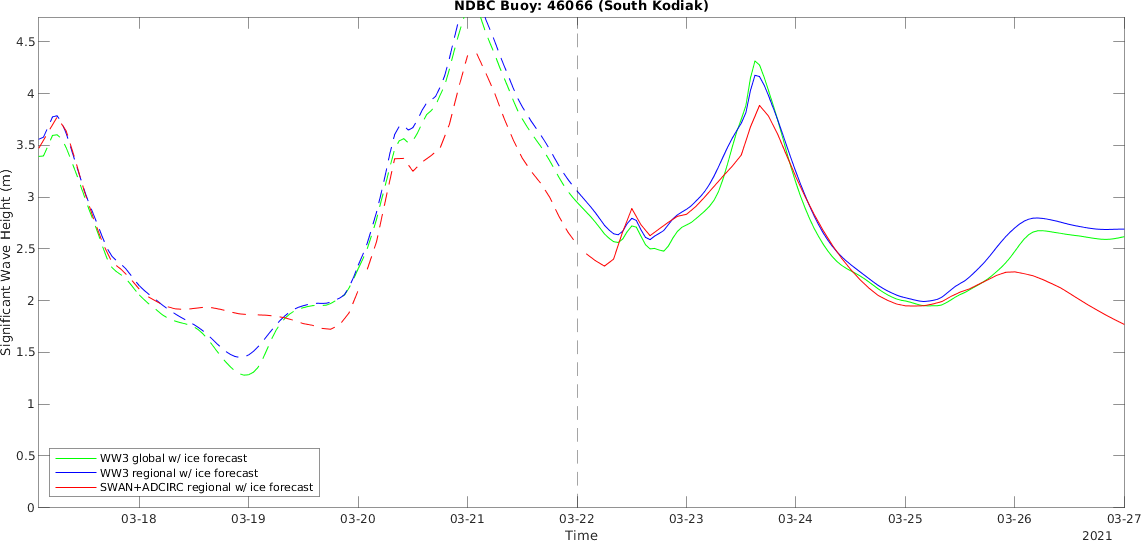 NDBC Buoy: 46066 (South Kodiak)
Significant Wave Height (m)
4.5
4
3.5
3
2.5
2
1.5
1
0.5
0
WW3 global w/ ice forecast
WW3 regional w/ ice forecast
SWAN+ADCIRC regional w/ ice forecast
03-18 03-19 03-20 03-21 03-22 03-23 03-24 03-25 03-26 03-27
Time
2021